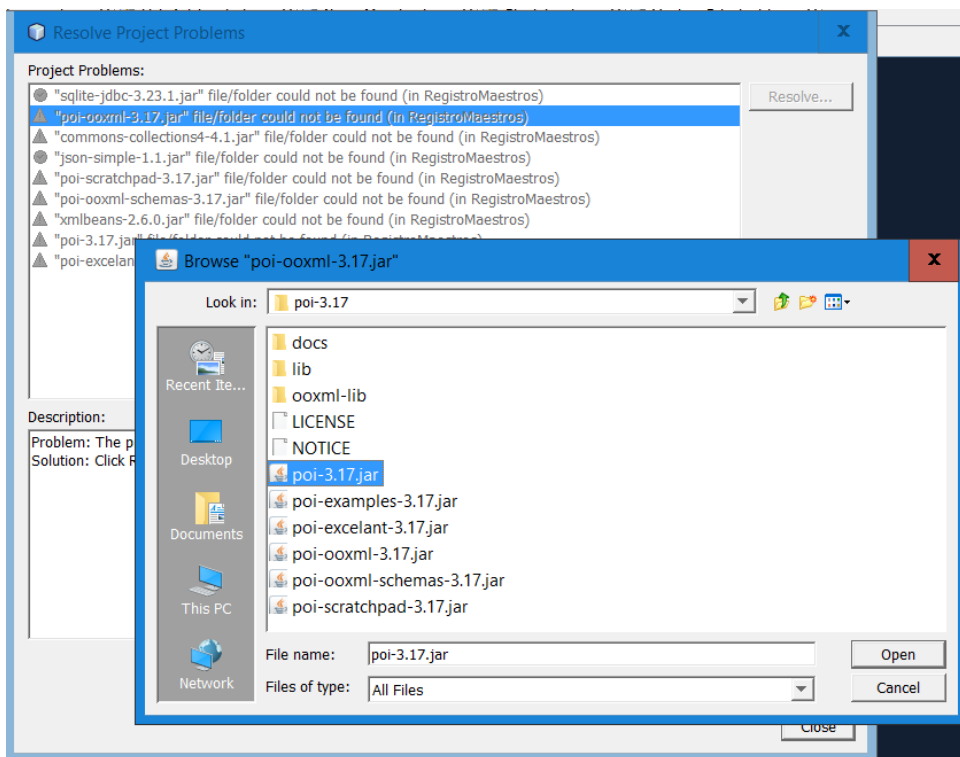 Resolve Project Problems
x
Project Problems:
"sqlite-jdbc-3.23.1.jar" file/folder could not be found (in RegistroMaestros)
Resolve...
"poi-ooxml-3.17.jar" file/folder could not be found (in RegistroMaestros)
"commons-collections4-4.1.jar" file/folder could not be found (in RegistroMaestros)
"json-simple-1.1.jar" file/folder could not be found (in RegistroMaestros)
"poi-scratchpad-3.17.jar" file/folder could not be found (in RegistroMaestros)
"poi-ooxml-schemas-3.17.jar" file/folder could not be found (in RegistroMaestros)
"xmlbeans-2.6.0.jar" file/folder could not be found (in RegistroMaestros)
"poi-3.17.jar" file/folder could not be found (in RegistroMaestros)
"poi-excelan
Browse "poi-ooxml-3.17.jar"
x
Look in:
poi-3.17
docs
lib
ooxml-lib
LICENSE
NOTICE
poi-3.17.jar
poi-examples-3.17.jar
poi-excelant-3.17.jar
poi-ooxml-3.17.jar
poi-ooxml-schemas-3.17.jar
poi-scratchpad-3.17.jar
Recent Ite...
Desktop
Documents
This PC
Network
File name:
poi-3.17.jar
Open
Files of type:
All Files
Cancel
Description:
Problem: The p
Solution: Click R
Close